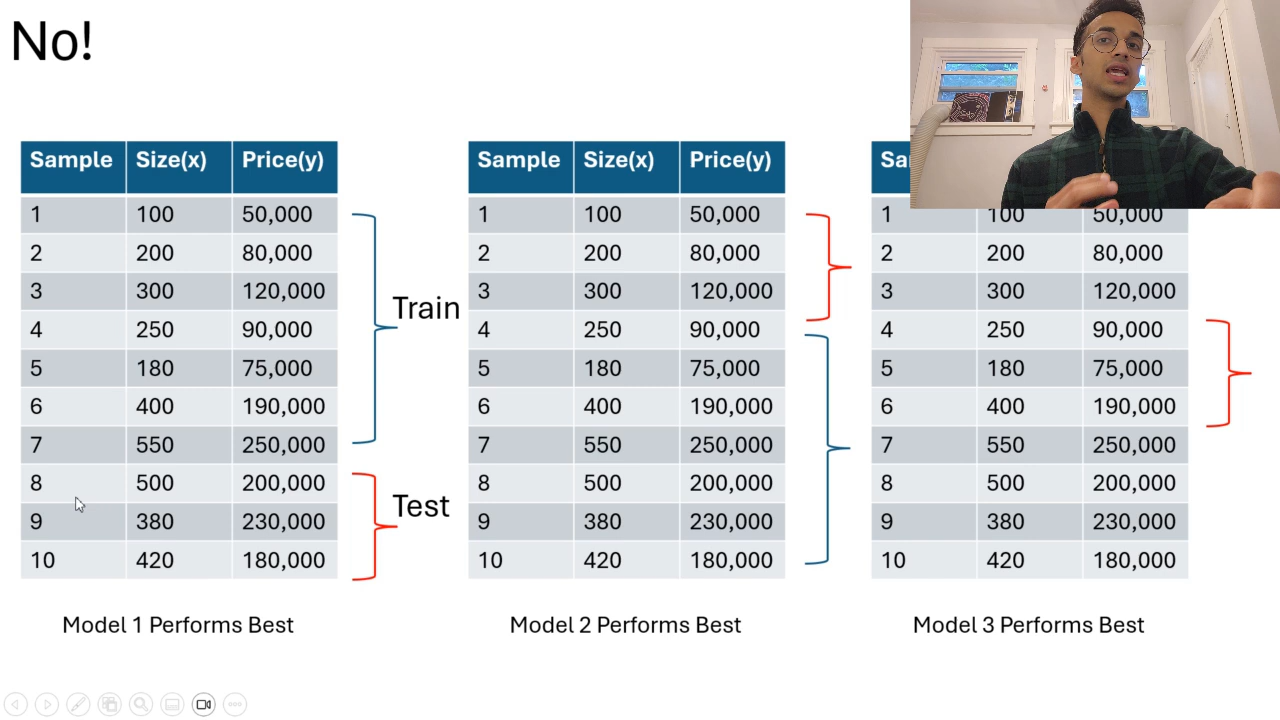 No!
Sample Size(x) Price(y)
1 100 50,000
2 200 80,000
3 300 120,000
4 250 90,000
5 180 75,000
6 400 190,000
7 550 250,000
8 500 200,000
9 380 230,000
10 420 180,000
Train
Test
Model 1 Performs Best
Sample Size(x) Price(y)
1 100 50,000
2 200 80,000
3 300 120,000
4 250 90,000
5 180 75,000
6 400 190,000
7 550 250,000
8 500 200,000
9 380 230,000
10 420 180,000
Model 2 Performs Best
1 100 50,000
2 200 80,000
3 300 120,000
4 250 90,000
5 180 75,000
6 400 190,000
7 550 250,000
8 500 200,000
9 380 230,000
10 420 180,000
Model 3 Performs Best